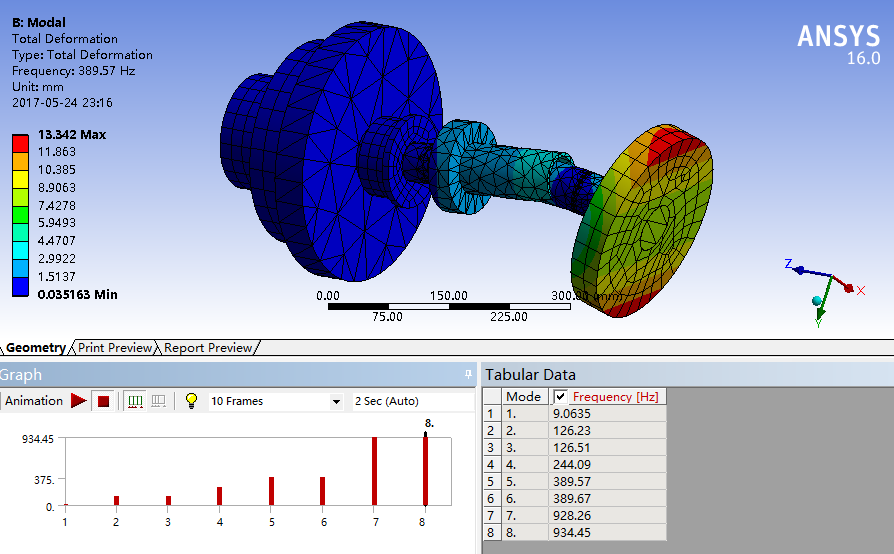 B: Modal
Total Deformation
Type: Total Deformation
Frequency: 389.57 Hz
Unit: mm
2017-05-24 23:16
ANSYS
16.0
13.342 Max
11.863
10.385
8.9063
7.4278
5.9493
4.4707
2.9922
1.5137
0.035163 Min
0.00 150.00 300.00 (mm)
75.00 225.00
Z
X
Y
Geometry Print Preview Report Preview
Graph
Animation 10 Frames 2 Sec (Auto)
8.
934.45
375.
0.
1 2 3 4 5 6 7 8
Tabular Data
Mode Frequency [Hz]
1 1. 9.0635
2 2. 126.23
3 3. 126.51
4 4. 244.09
5 5. 389.57
6 6. 389.67
7 7. 928.26
8 8. 934.45